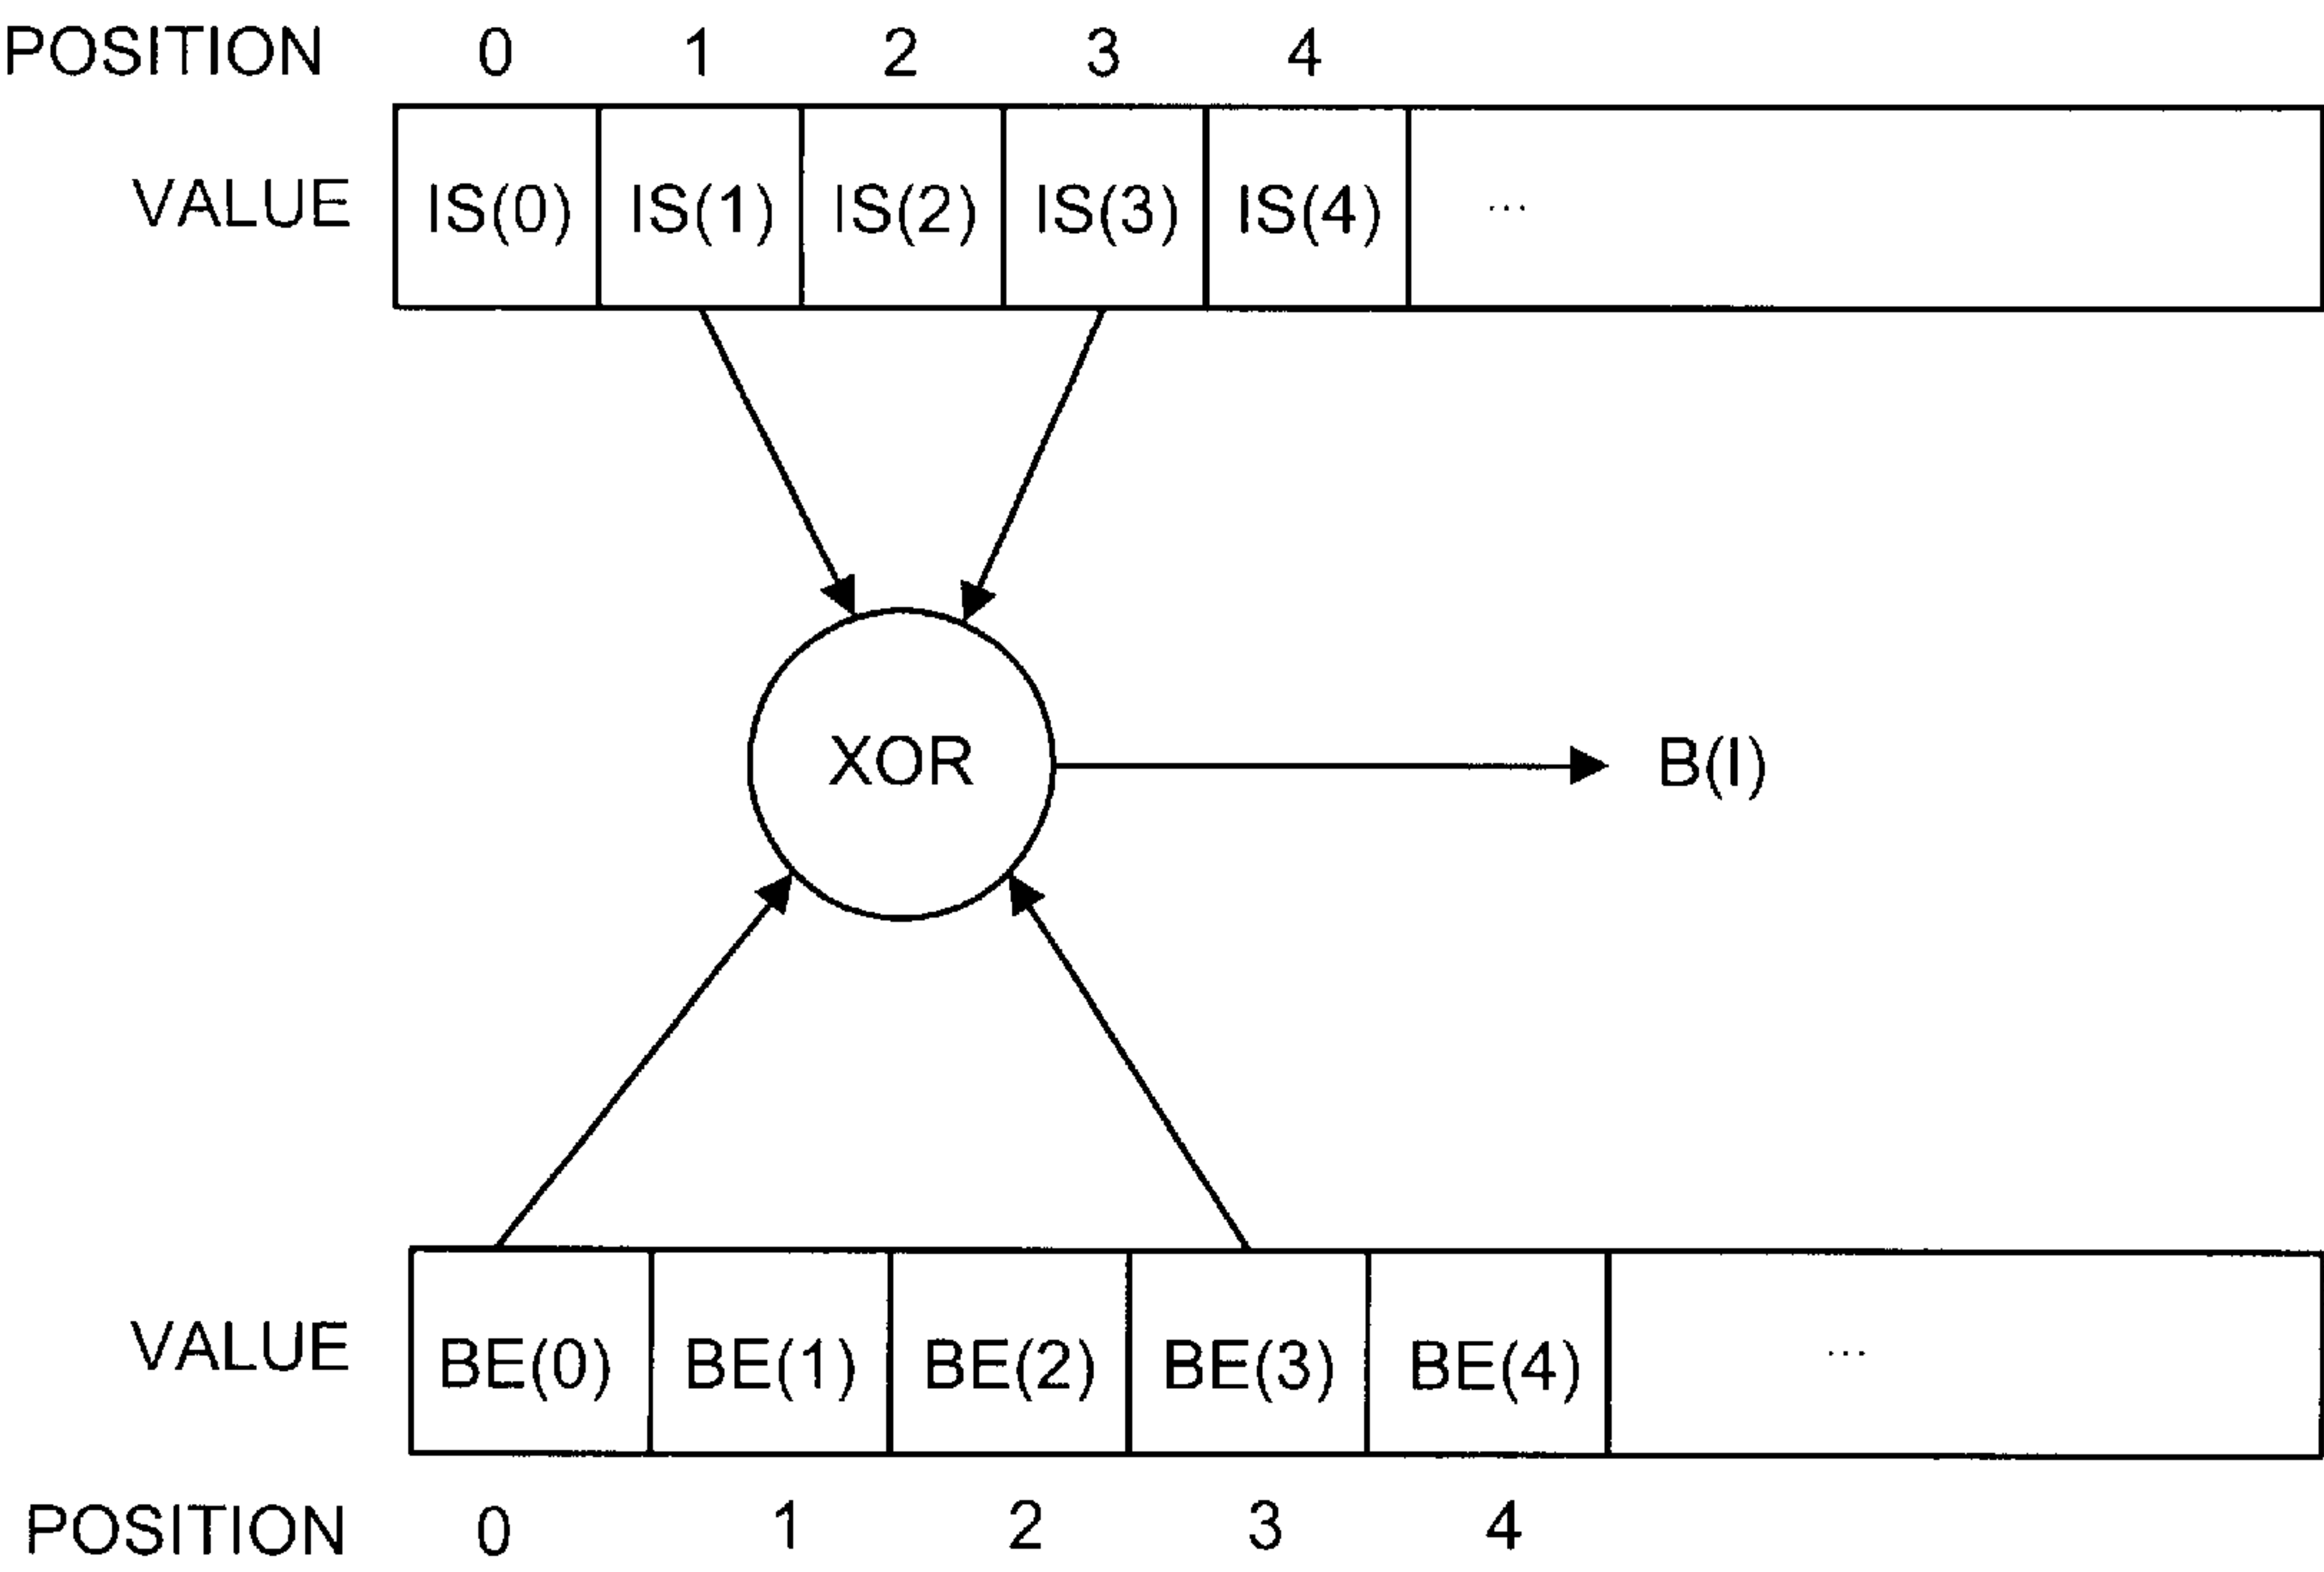 POSITION 0 1 2 3 4
VALUE IS(0) IS(1) IS(2) IS(3) IS(4) ...
XOR B(I)
VALUE BE(0) BE(1) BE(2) BE(3) BE(4) ...
POSITION 0 1 2 3 4